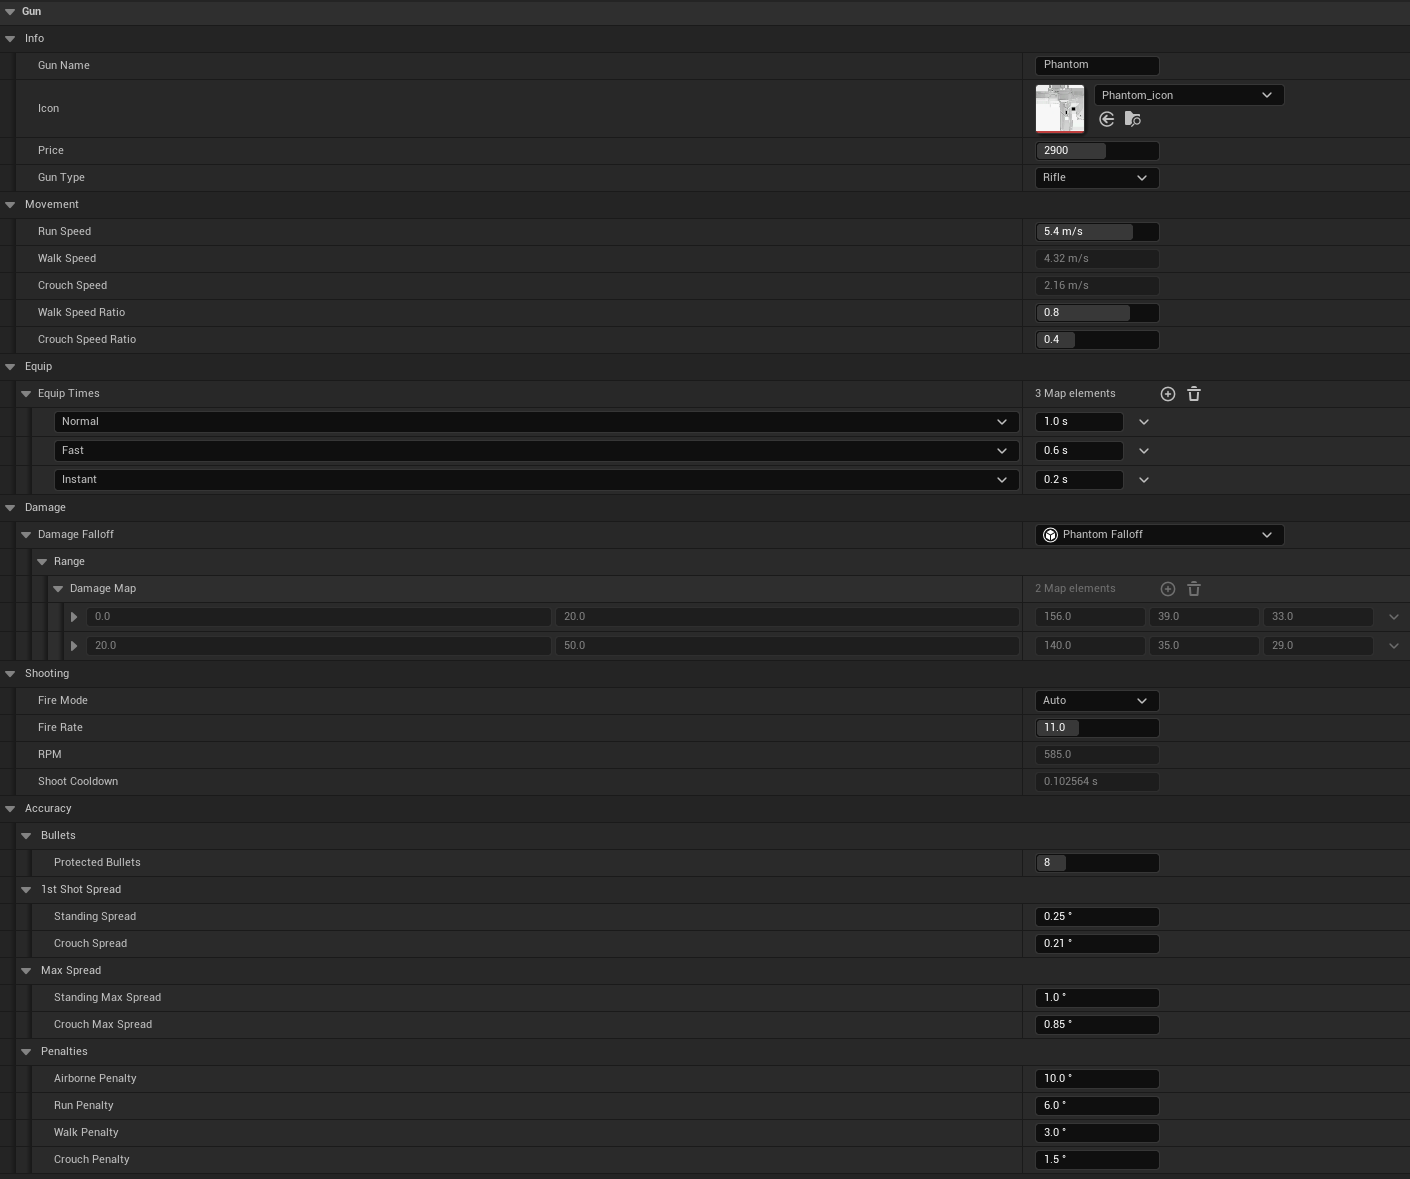 Gun
Info
Gun Name Phantom
Icon Phantom_icon
Price 2900
Gun Type Rifle
Movement
Run Speed 5.4 m/s
Walk Speed 4.32 m/s
Crouch Speed 2.16 m/s
Walk Speed Ratio 0.8
Crouch Speed Ratio 0.4
Equip
Equip Times 3 Map elements
Normal 1.0 s
Fast 0.6 s
Instant 0.2 s
Damage
Damage Falloff Phantom Falloff
Range
Damage Map 2 Map elements
0.0 20.0 156.0 39.0 33.0
20.0 50.0 140.0 35.0 29.0
Shooting
Fire Mode Auto
Fire Rate 11.0
RPM 585.0
Shoot Cooldown 0.102564 s
Accuracy
Bullets
Protected Bullets 8
1st Shot Spread
Standing Spread 0.25 °
Crouch Spread 0.21 °
Max Spread
Standing Max Spread 1.0 °
Crouch Max Spread 0.85 °
Penalties
Airborne Penalty 10.0 °
Run Penalty 6.0 °
Walk Penalty 3.0 °
Crouch Penalty 1.5 °